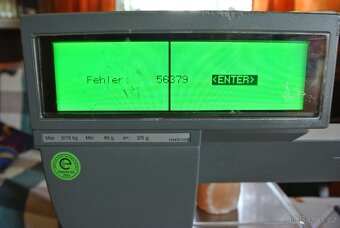 Fehler: 56379 <ENTER>
Max 6/15 kg Min 40 g e= 2/5 g
e